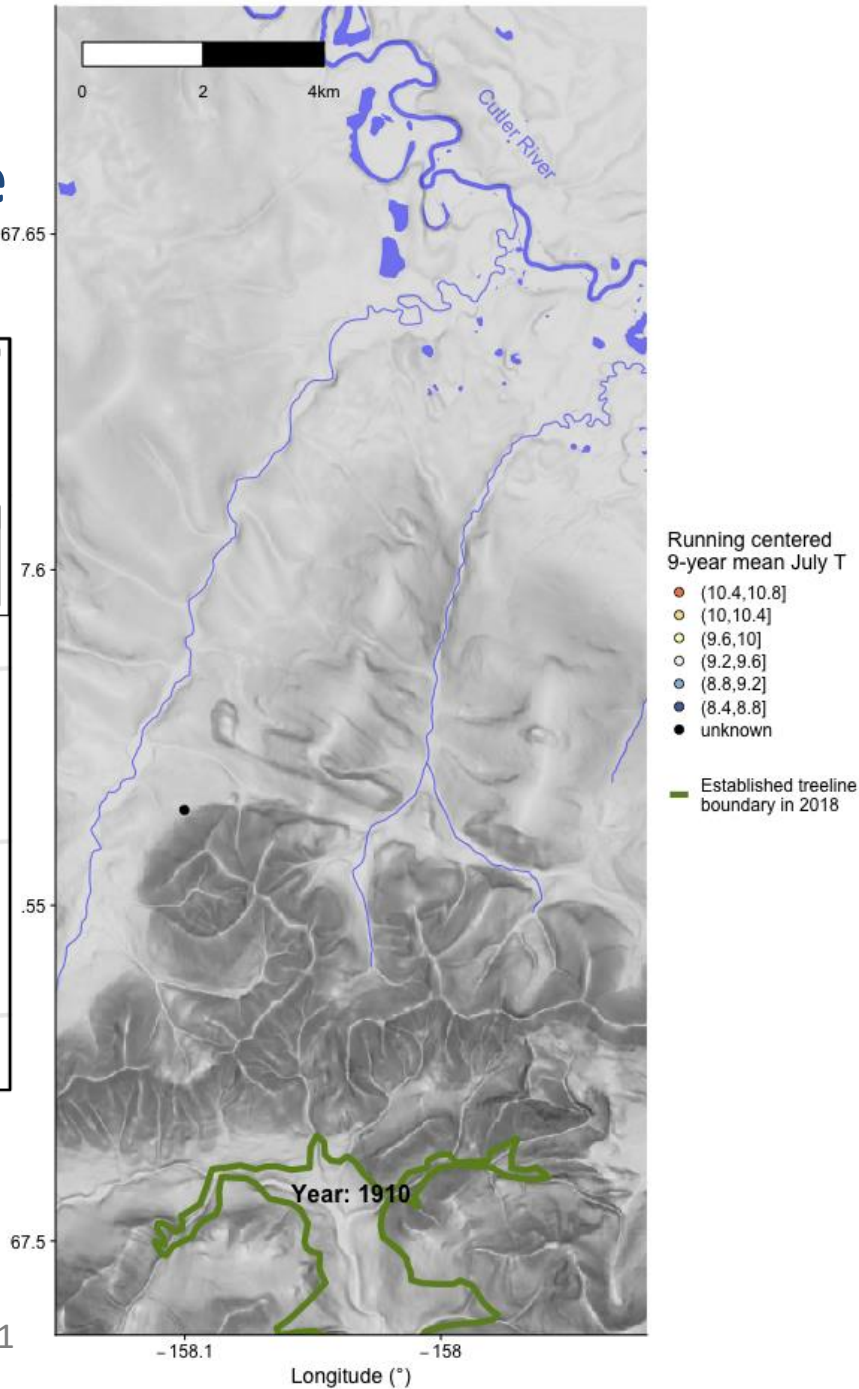 0
2
4km
Cutler River
e
67.65
7.6
.55
67.5
Year: 1910
−158.1
−158
Longitude (°)
1
Running centered
9-year mean July T
(10.4,10.8]
(10,10.4]
(9.6,10]
(9.2,9.6]
(8.8,9.2]
(8.4,8.8]
unknown
Established treeline
boundary in 2018